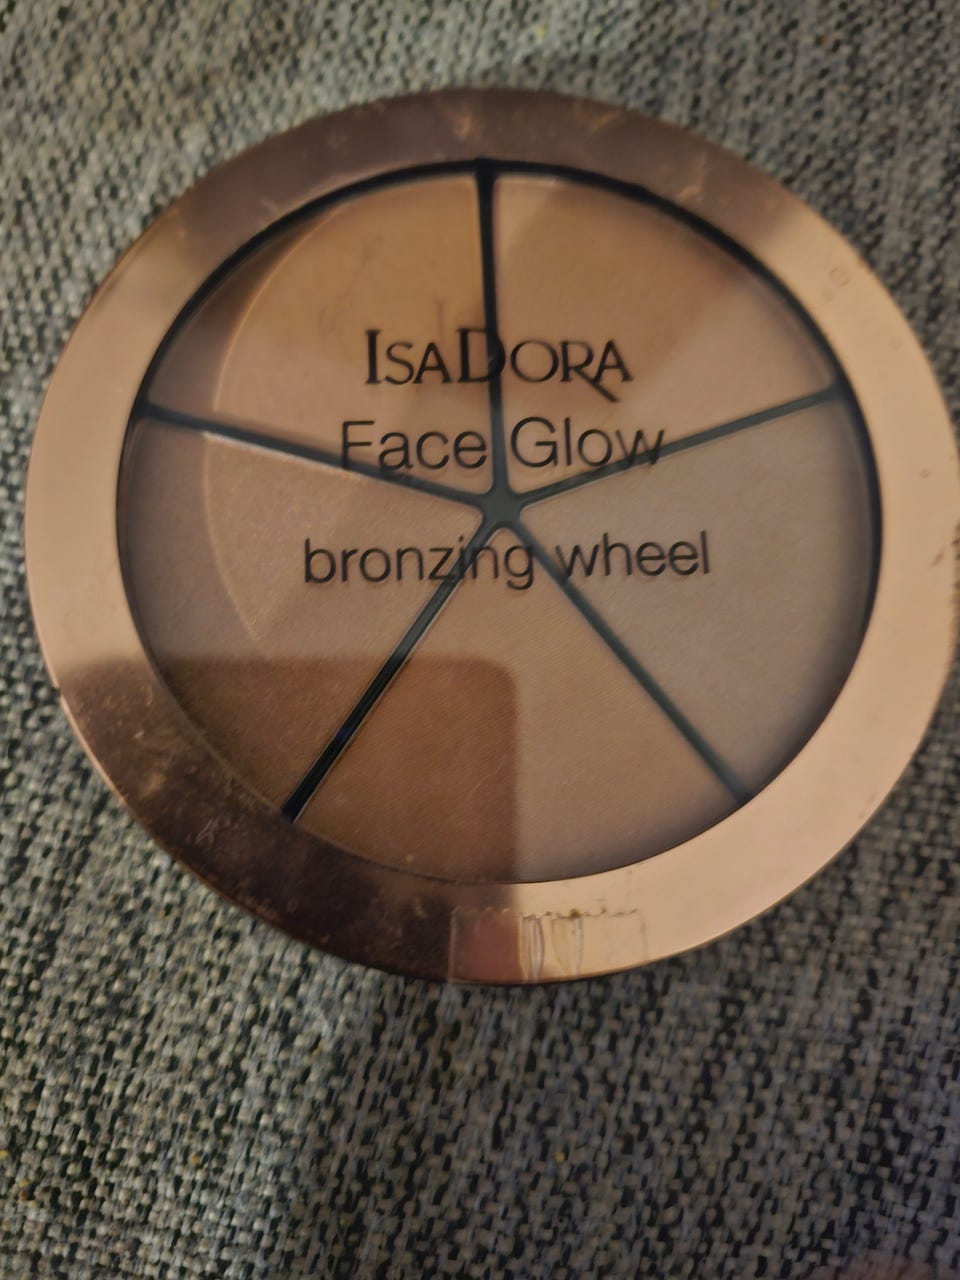 ISADORA
Face Glow
bronzing wheel